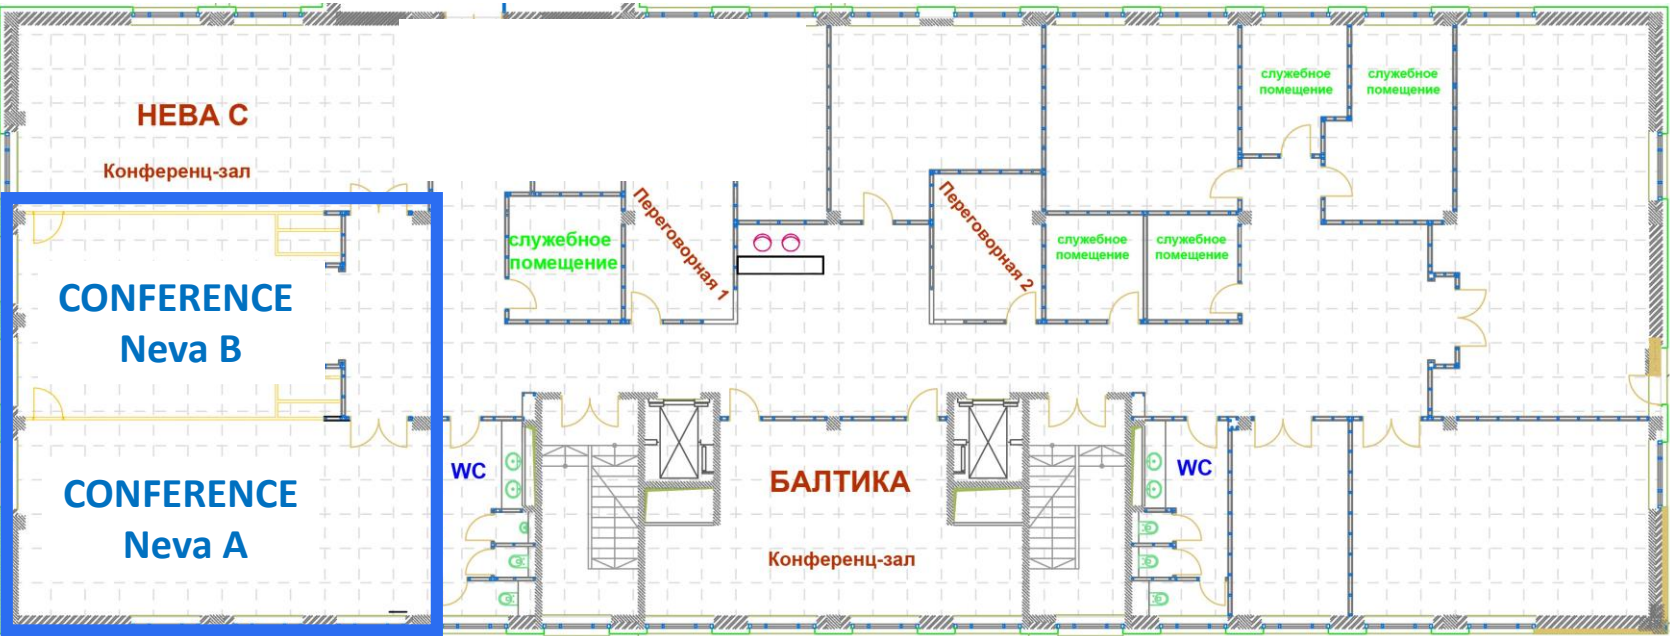 НЕВА С
Конференц-зал
CONFERENCE
Neva B
CONFERENCE
Neva A
служебное
помещение
Переговорная 1
Переговорная 2
служебное
помещение
служебное
помещение
служебное
помещение
служебное
помещение
WC
БАЛТИКА
Конференц-зал
WC